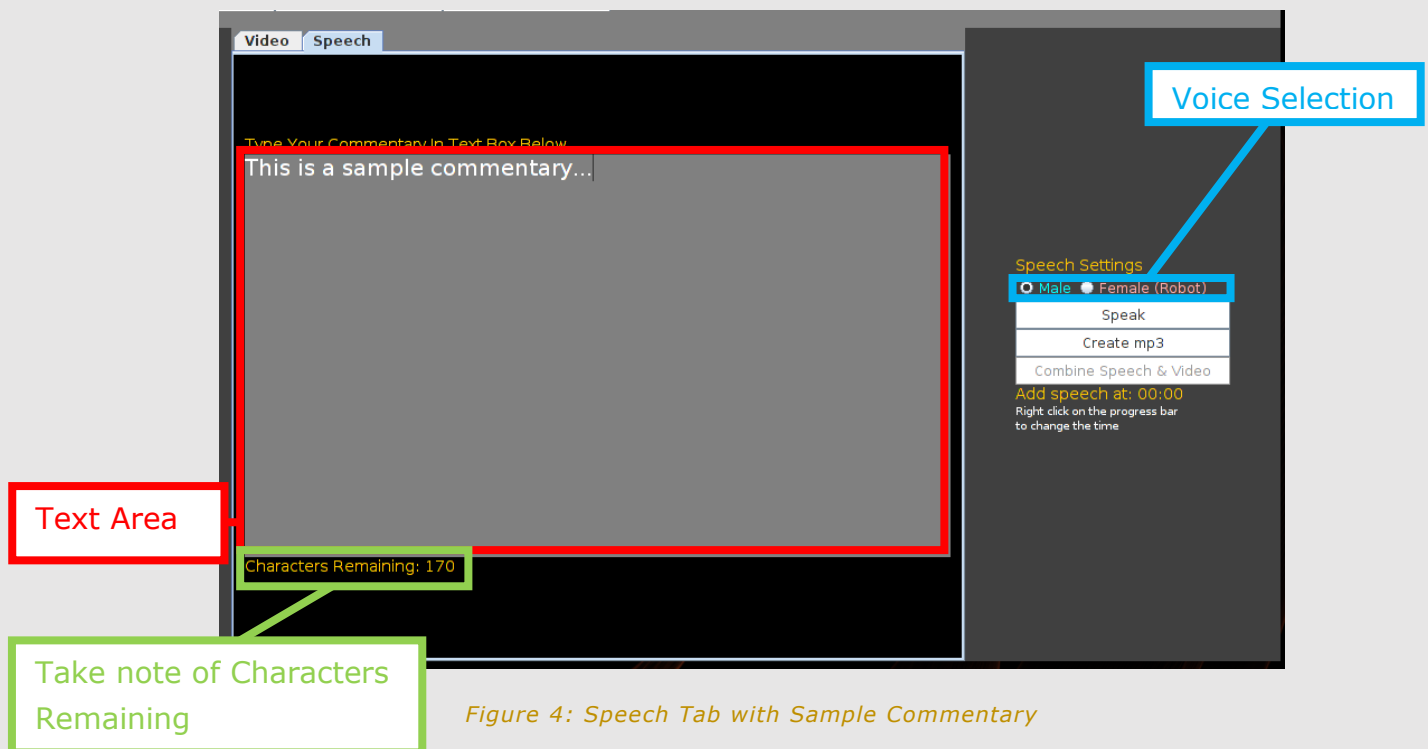 Video Speech
Voice Selection
Type Your Commentary In Text Box Below
This is a sample commentary...
Speech Settings
Male Female (Robot)
Speak
Create mp3
Combine Speech & Video
Add speech at: 00:00
Right click on the progress bar
to change the time
Text Area
Characters Remaining: 170
Take note of Characters
Remaining
Figure 4: Speech Tab with Sample Commentary